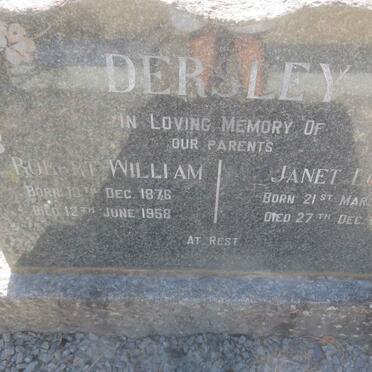 DERSLEY
IN LOVING MEMORY OF
OUR PARENTS
ROBERT WILLIAM JANET
BORN 10TH DEC. 1876 BORN 21ST MAR
DIED 12TH JUNE 1958 DIED 27TH DEC.
AT REST